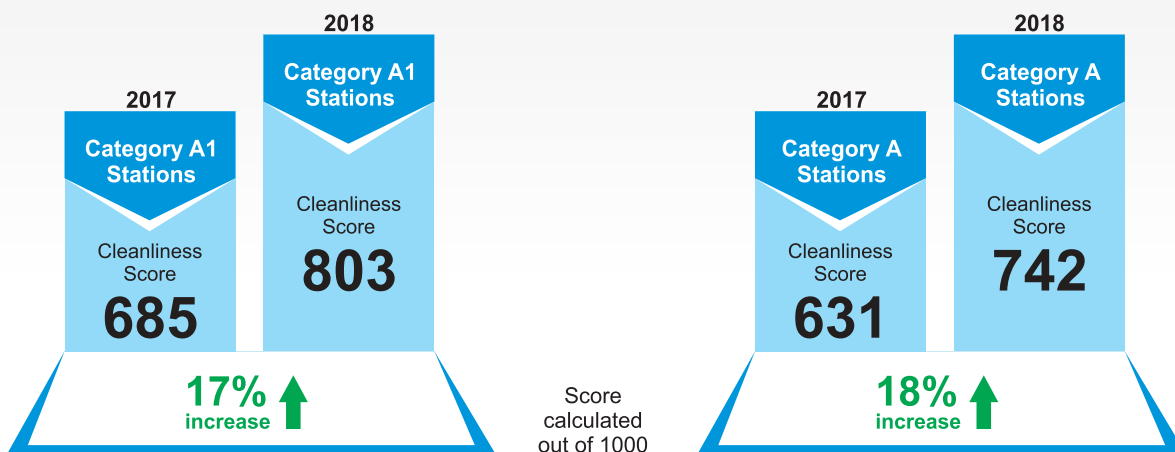 2017
Category A1
Stations
Cleanliness
Score
685
2018
Category A1
Stations
Cleanliness
Score
803
17%
increase
Score
calculated
out of 1000
2017
Category A
Stations
Cleanliness
Score
631
2018
Category A
Stations
Cleanliness
Score
742
18%
increase